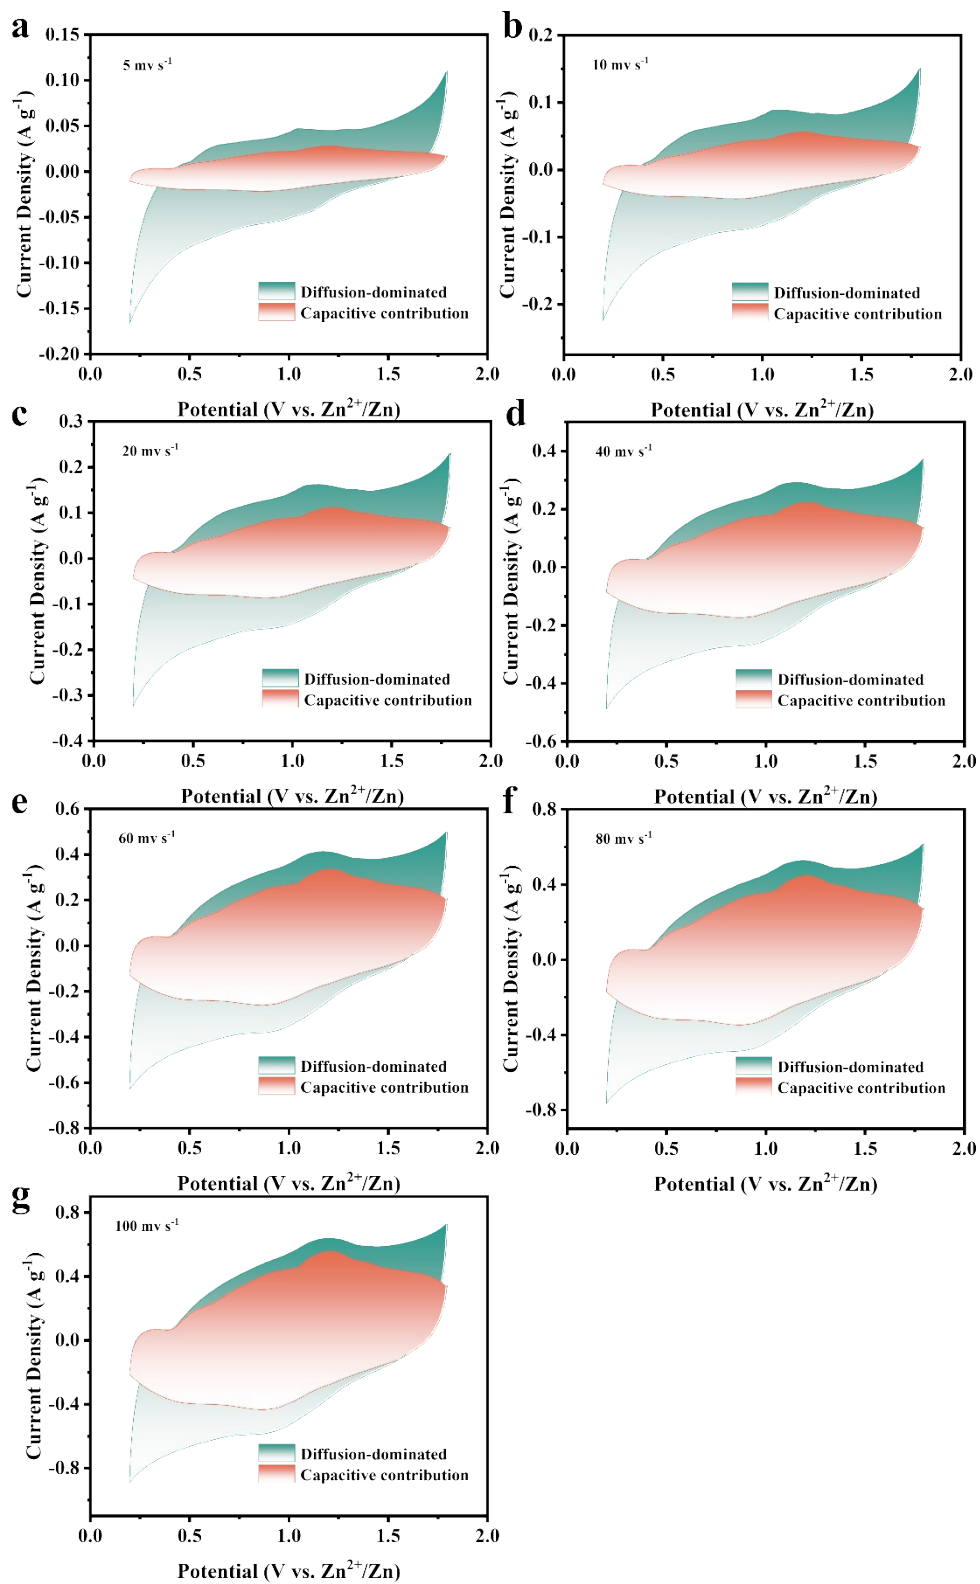 a
0.15
0.10
0.05
0.00
-0.05
-0.10
-0.15
-0.20
5 mv s⁻¹
Diffusion-dominated
Capacitive contribution
0.0 0.5 1.0 1.5 2.0
Potential (V vs. Zn²⁺/Zn)
Current Density (A g⁻¹)
b
0.2
0.1
0.0
-0.1
-0.2
10 mv s⁻¹
Diffusion-dominated
Capacitive contribution
0.0 0.5 1.0 1.5 2.0
Potential (V vs. Zn²⁺/Zn)
Current Density (A g⁻¹)
c
0.3
0.2
0.1
0.0
-0.1
-0.2
-0.3
-0.4
20 mv s⁻¹
Diffusion-dominated
Capacitive contribution
0.0 0.5 1.0 1.5 2.0
Potential (V vs. Zn²⁺/Zn)
Current Density (A g⁻¹)
d
0.4
0.2
0.0
-0.2
-0.4
-0.6
40 mv s⁻¹
Diffusion-dominated
Capacitive contribution
0.0 0.5 1.0 1.5 2.0
Potential (V vs. Zn²⁺/Zn)
Current Density (A g⁻¹)
e
0.6
0.4
0.2
0.0
-0.2
-0.4
-0.6
-0.8
60 mv s⁻¹
Diffusion-dominated
Capacitive contribution
0.0 0.5 1.0 1.5 2.0
Potential (V vs. Zn²⁺/Zn)
Current Density (A g⁻¹)
f
0.8
0.4
0.0
-0.4
-0.8
80 mv s⁻¹
Diffusion-dominated
Capacitive contribution
0.0 0.5 1.0 1.5 2.0
Potential (V vs. Zn²⁺/Zn)
Current Density (A g⁻¹)
g
0.8
0.4
0.0
-0.4
-0.8
100 mv s⁻¹
Diffusion-dominated
Capacitive contribution
0.0 0.5 1.0 1.5 2.0
Potential (V vs. Zn²⁺/Zn)
Current Density (A g⁻¹)